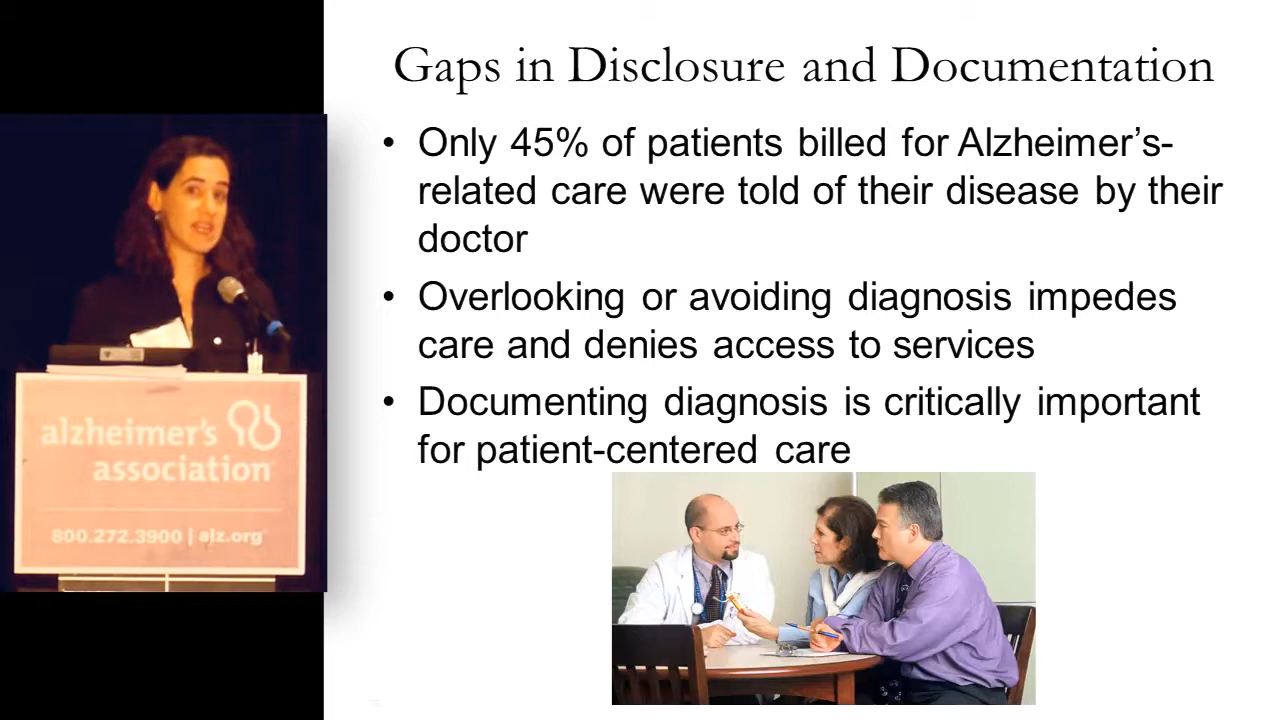 Gaps in Disclosure and Documentation
• Only 45% of patients billed for Alzheimer’s-
related care were told of their disease by their
doctor
• Overlooking or avoiding diagnosis impedes
care and denies access to services
• Documenting diagnosis is critically important
for patient-centered care
alzheimer's
association
800.272.3900 | alz.org